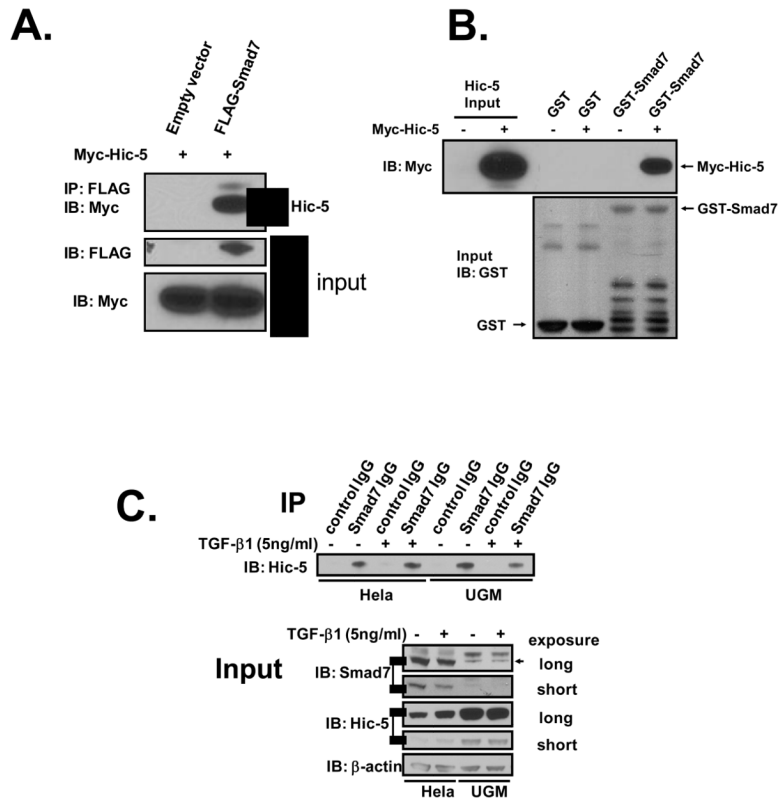 A.
Empty vector
FLAG-Smad7
Myc-Hic-5 + +
IP: FLAG
IB: Myc
Hic-5
IB: FLAG
input
IB: Myc
B.
Hic-5
Input
GST
GST
GST-Smad7
GST-Smad7
Myc-Hic-5 - + - + - +
IB: Myc
← Myc-Hic-5
← GST-Smad7
Input
IB: GST
GST →
C.
IP
control IgG
Smad7 IgG
control IgG
Smad7 IgG
control IgG
Smad7 IgG
control IgG
Smad7 IgG
TGF-β1 (5ng/ml) - - + + - - + +
IB: Hic-5
Hela UGM
TGF-β1 (5ng/ml) - + - + exposure
Input
IB: Smad7
← long
short
IB: Hic-5
long
short
IB: β-actin
Hela UGM